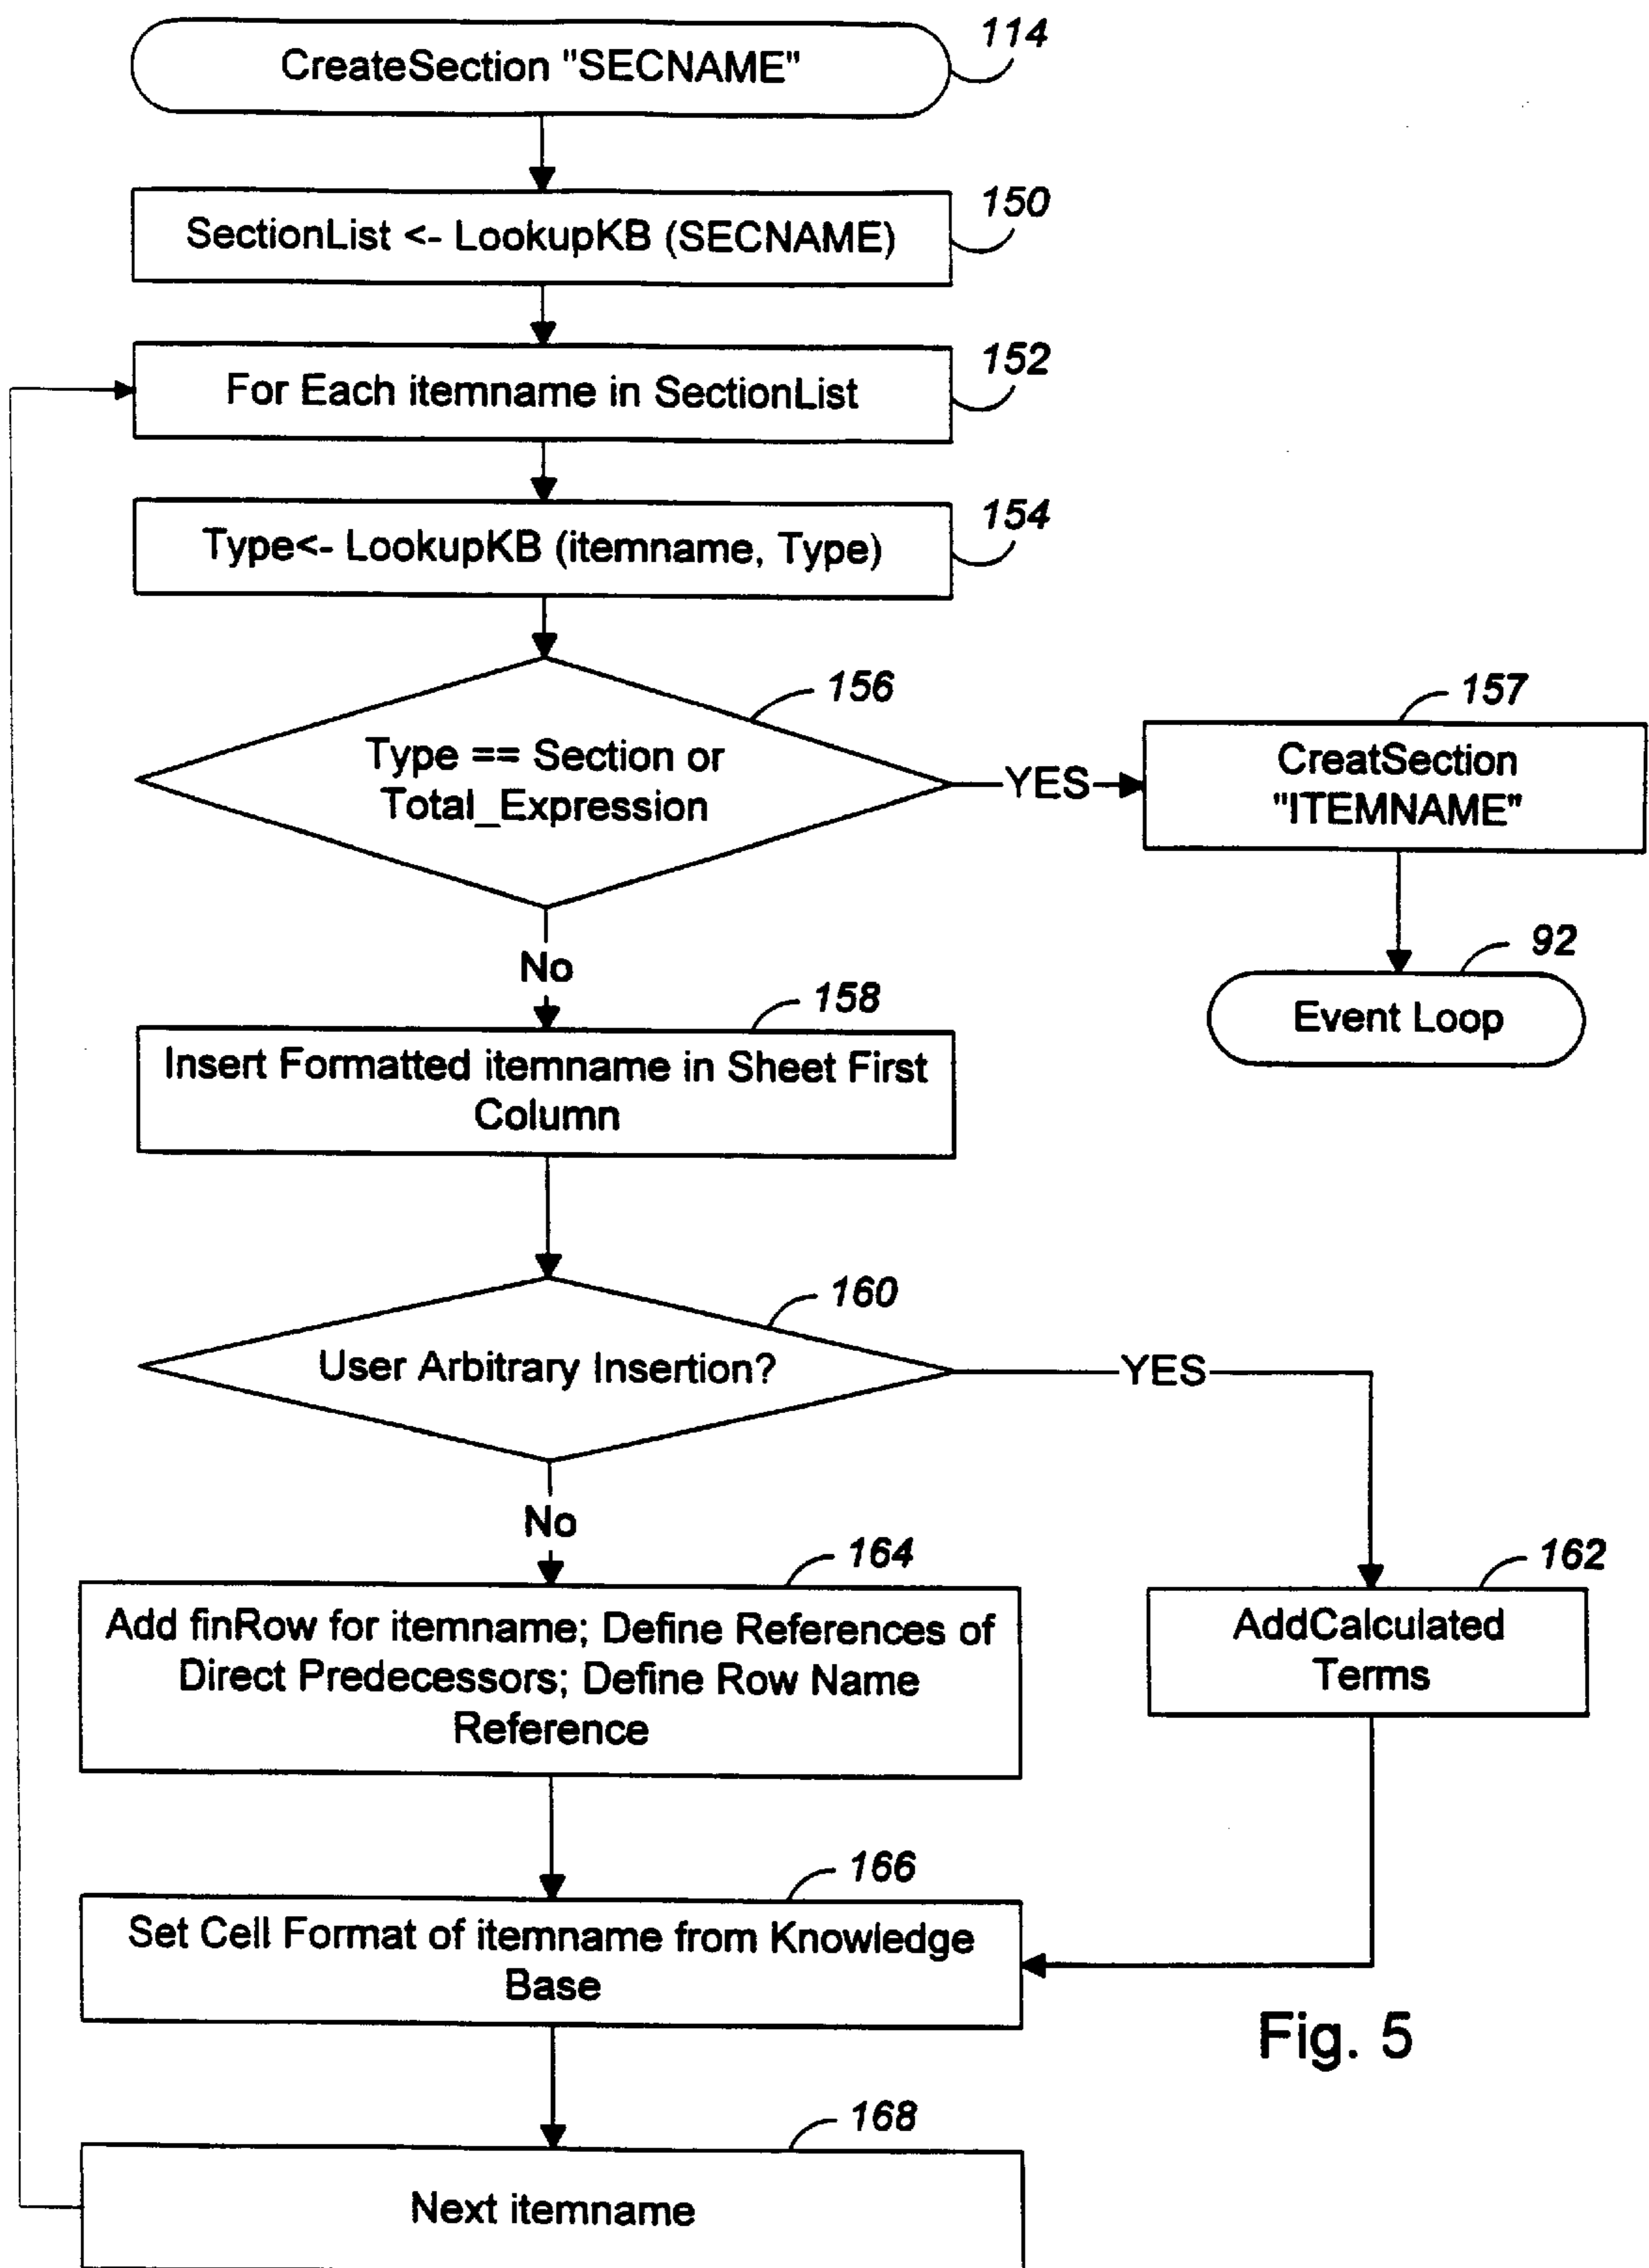 CreateSection "SECNAME"
114
SectionList <- LookupKB (SECNAME)
150
For Each itemname in SectionList
152
Type<- LookupKB (itemname, Type)
154
156
Type == Section or
Total_Expression
YES
157
CreatSection
"ITEMNAME"
92
Event Loop
No
158
Insert Formatted itemname in Sheet First
Column
160
User Arbitrary Insertion?
YES
No
164
Add finRow for itemname; Define References of
Direct Predecessors; Define Row Name
Reference
162
AddCalculated
Terms
166
Set Cell Format of itemname from Knowledge
Base
Fig. 5
168
Next itemname